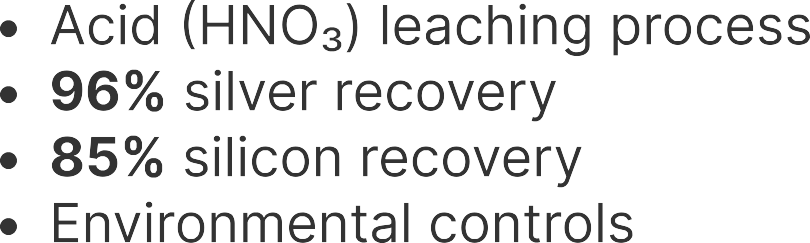 • Acid (HNO₃) leaching process
• 96% silver recovery
• 85% silicon recovery
• Environmental controls